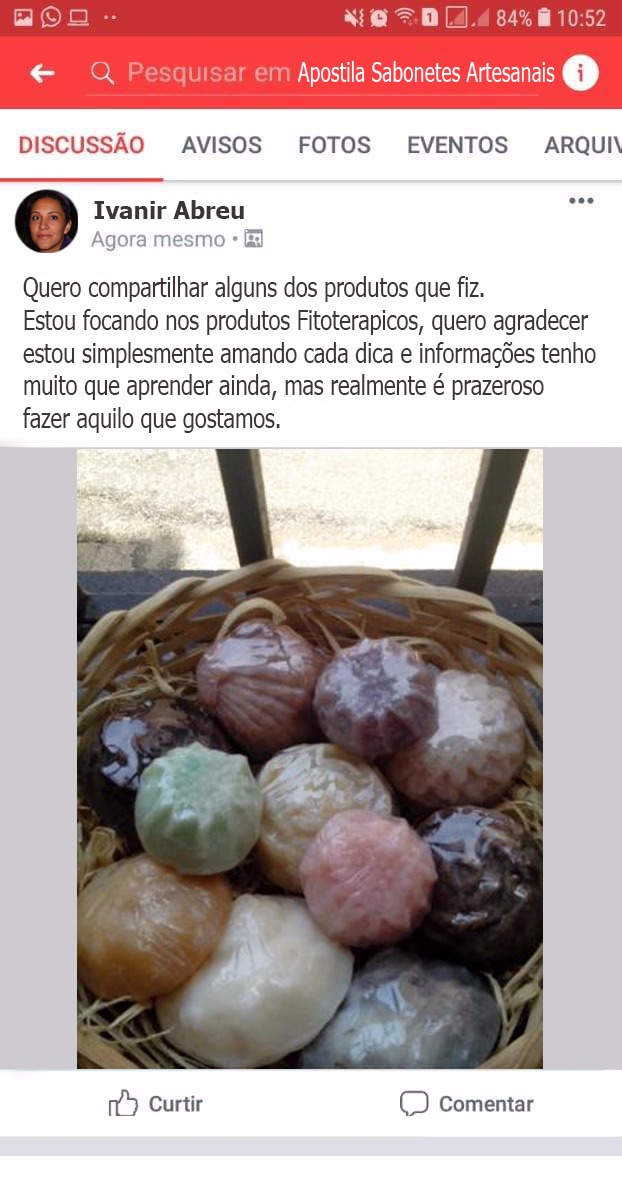 84% 10:52
Pesquisar em Apostila Sabonetes Artesanais
DISCUSSÃO AVISOS FOTOS EVENTOS ARQUIV
Ivanir Abreu
Agora mesmo •
Quero compartilhar alguns dos produtos que fiz.
Estou focando nos produtos Fitoterapicos, quero agradecer
estou simplesmente amando cada dica e informações tenho
muito que aprender ainda, mas realmente é prazeroso
fazer aquilo que gostamos.
Curtir Comentar